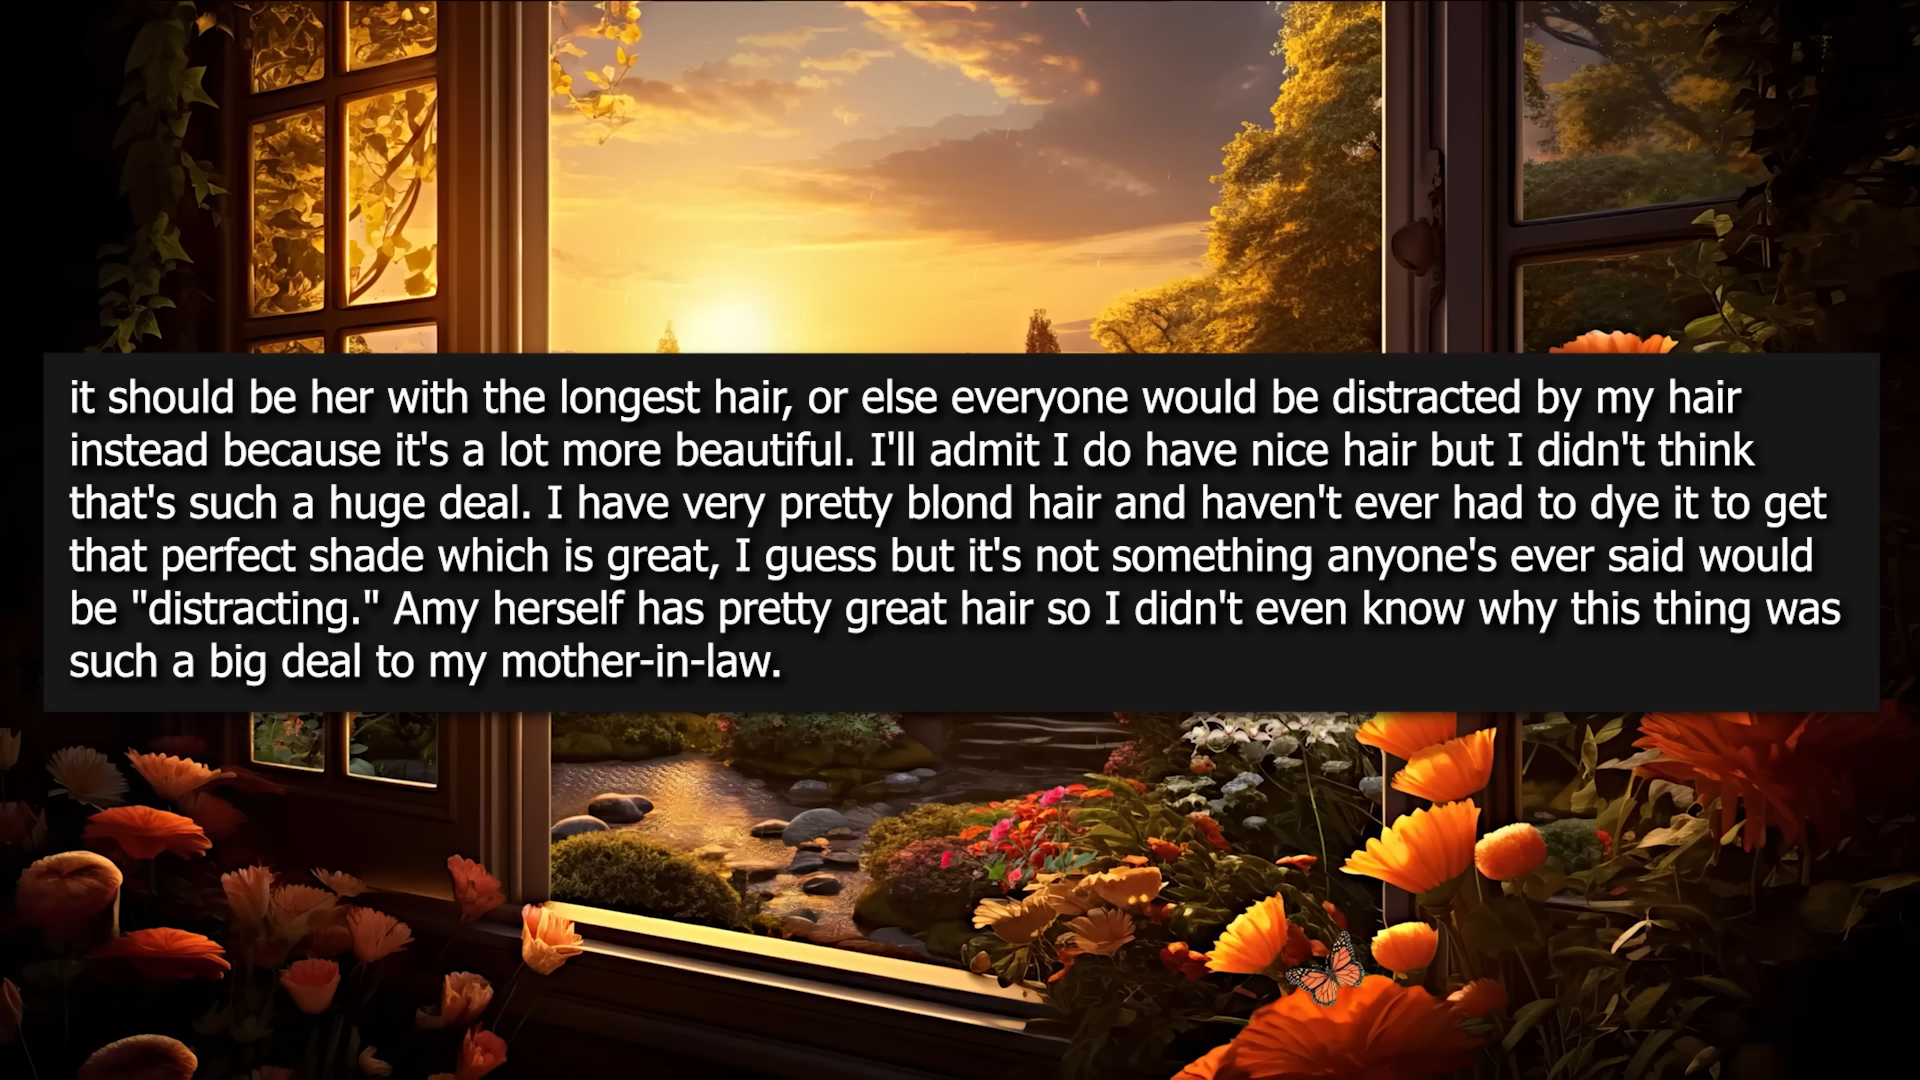 it should be her with the longest hair, or else everyone would be distracted by my hair
instead because it's a lot more beautiful. I'll admit I do have nice hair but I didn't think
that's such a huge deal. I have very pretty blond hair and haven't ever had to dye it to get
that perfect shade which is great, I guess but it's not something anyone's ever said would
be "distracting." Amy herself has pretty great hair so I didn't even know why this thing was
such a big deal to my mother-in-law.